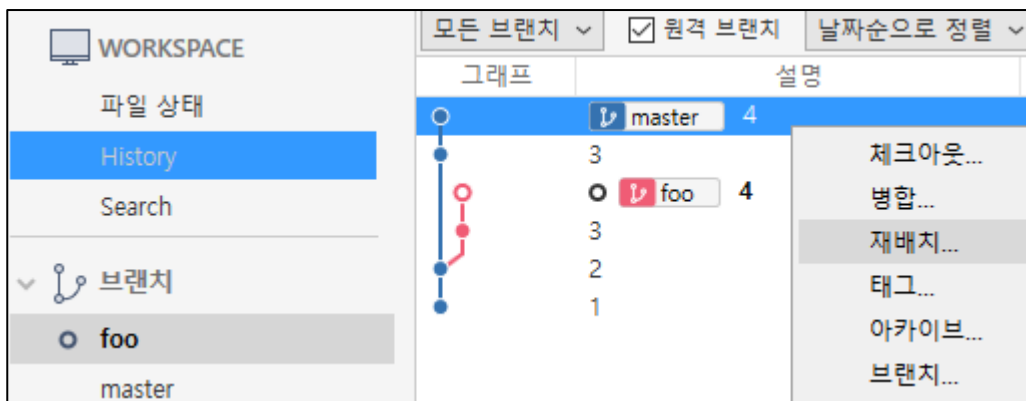 WORKSPACE
파일 상태
History
Search
브랜치
foo
master
모든 브랜치 원격 브랜치 날짜순으로 정렬
그래프 설명
master 4
3
foo 4
3
2
1
체크아웃...
병합...
재배치...
태그...
아카이브...
브랜치...